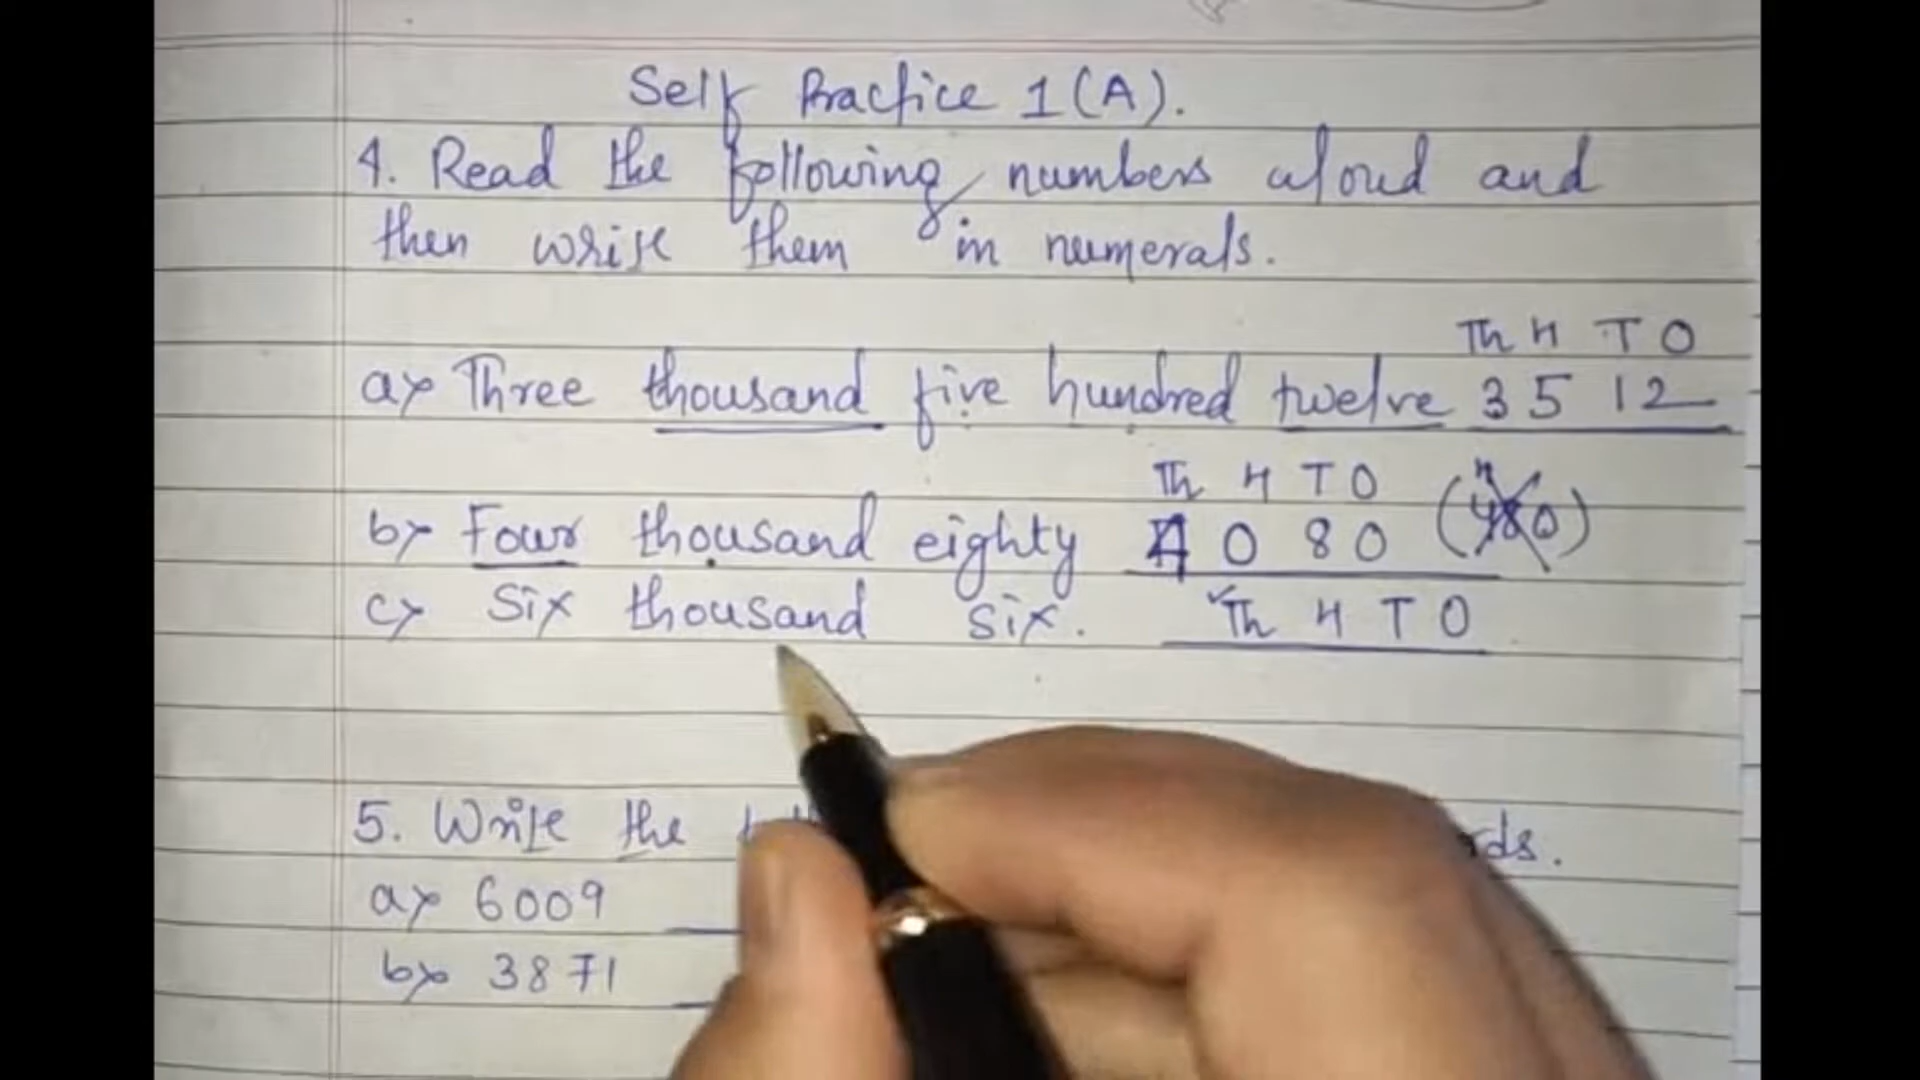 Self Practice 1(A).
4. Read the following numbers aloud and
then write them in numerals.
Th H T O
a) Three thousand five hundred twelve 3 5 1 2
Th H T O
b) Four thousand eighty 4 0 8 0 (480)
c) Six thousand six. Th H T O
5. Write the
a) 6009
b) 3871